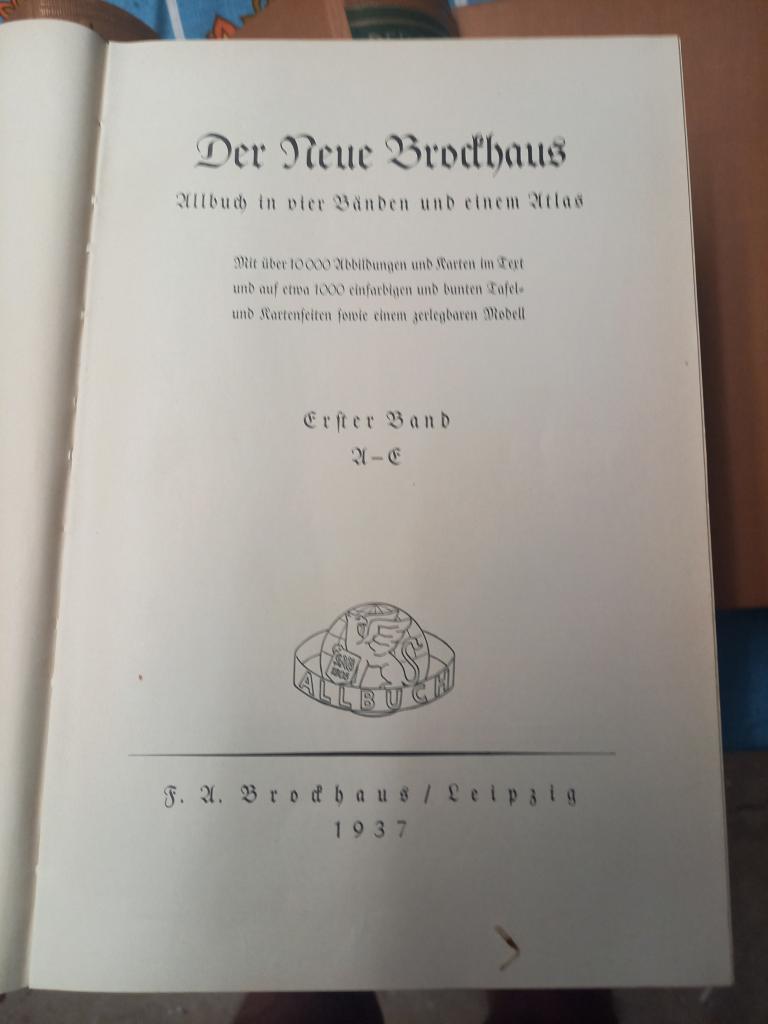 Der Neue Brockhaus
Allbuch in vier Bänden und einem Atlas
Mit über 10000 Abbildungen und Karten im Text
und auf etwa 1000 einfarbigen und bunten Tafel-
und Kartenseiten sowie einem zerlegbaren Modell
Erster Band
A–E
ALLBUCH
F. A. Brockhaus / Leipzig
1937